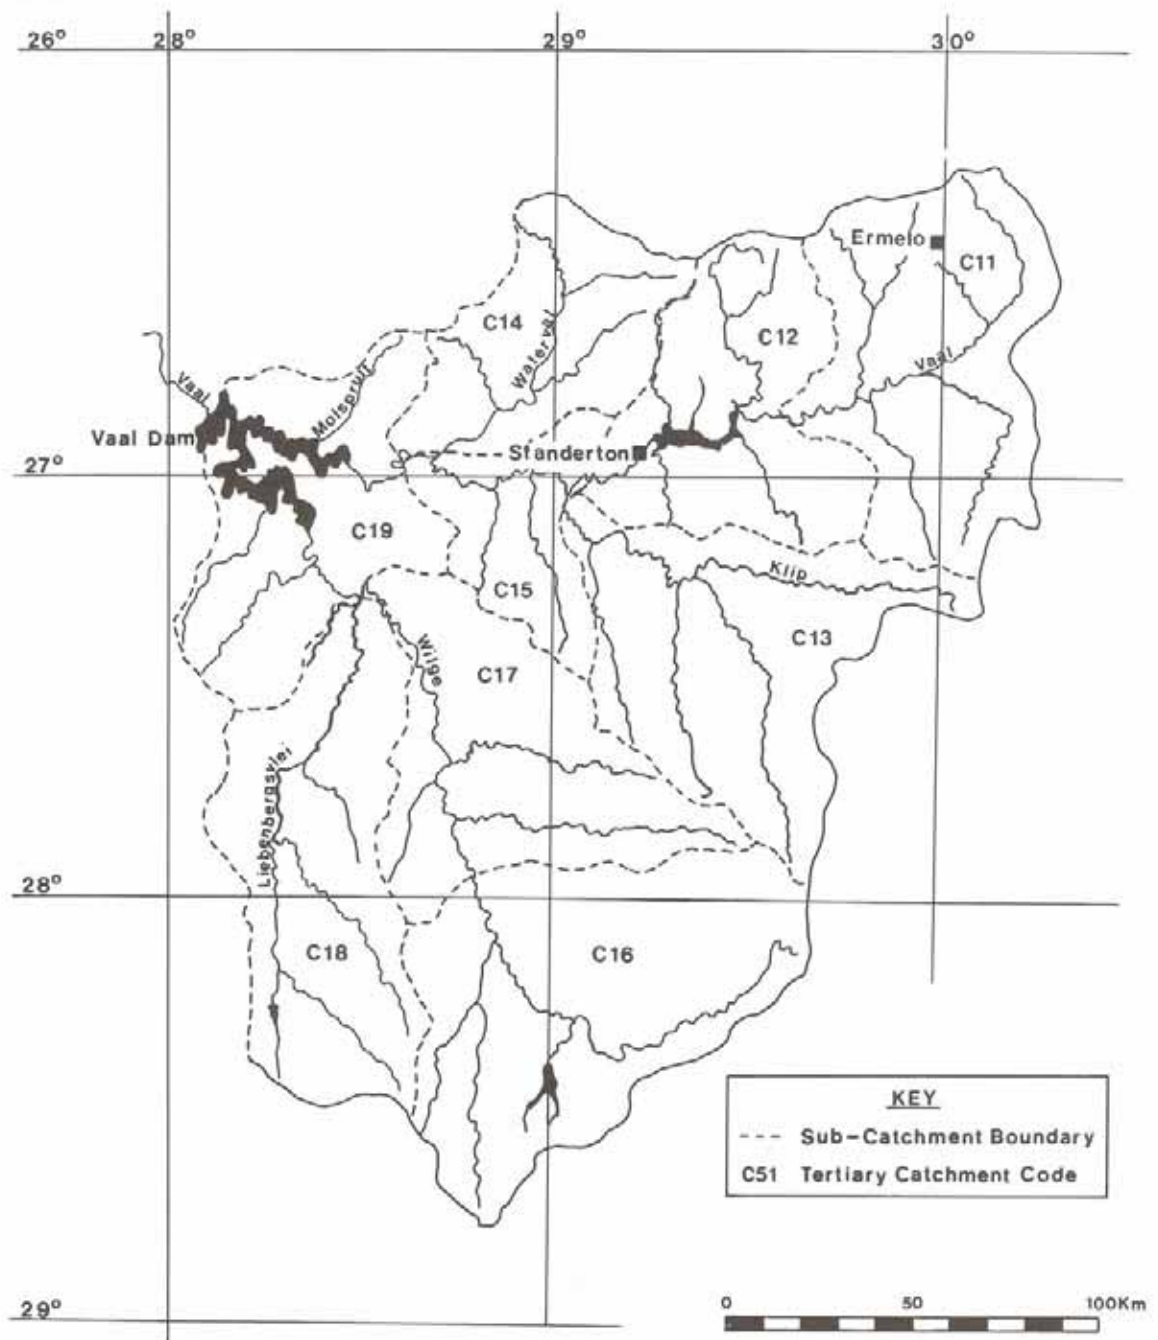 26°
28°
29°
30°
Ermelo
C11
C14
Waterval
C12
Vaal
Vaal
Molspruit
Vaal Dam
Standerton
27°
C19
Klip
C15
C13
Wilge
C17
Liebenbergsvlei
28°
C18
C16
KEY
--- Sub-Catchment Boundary
C51 Tertiary Catchment Code
29°
0 50 100Km